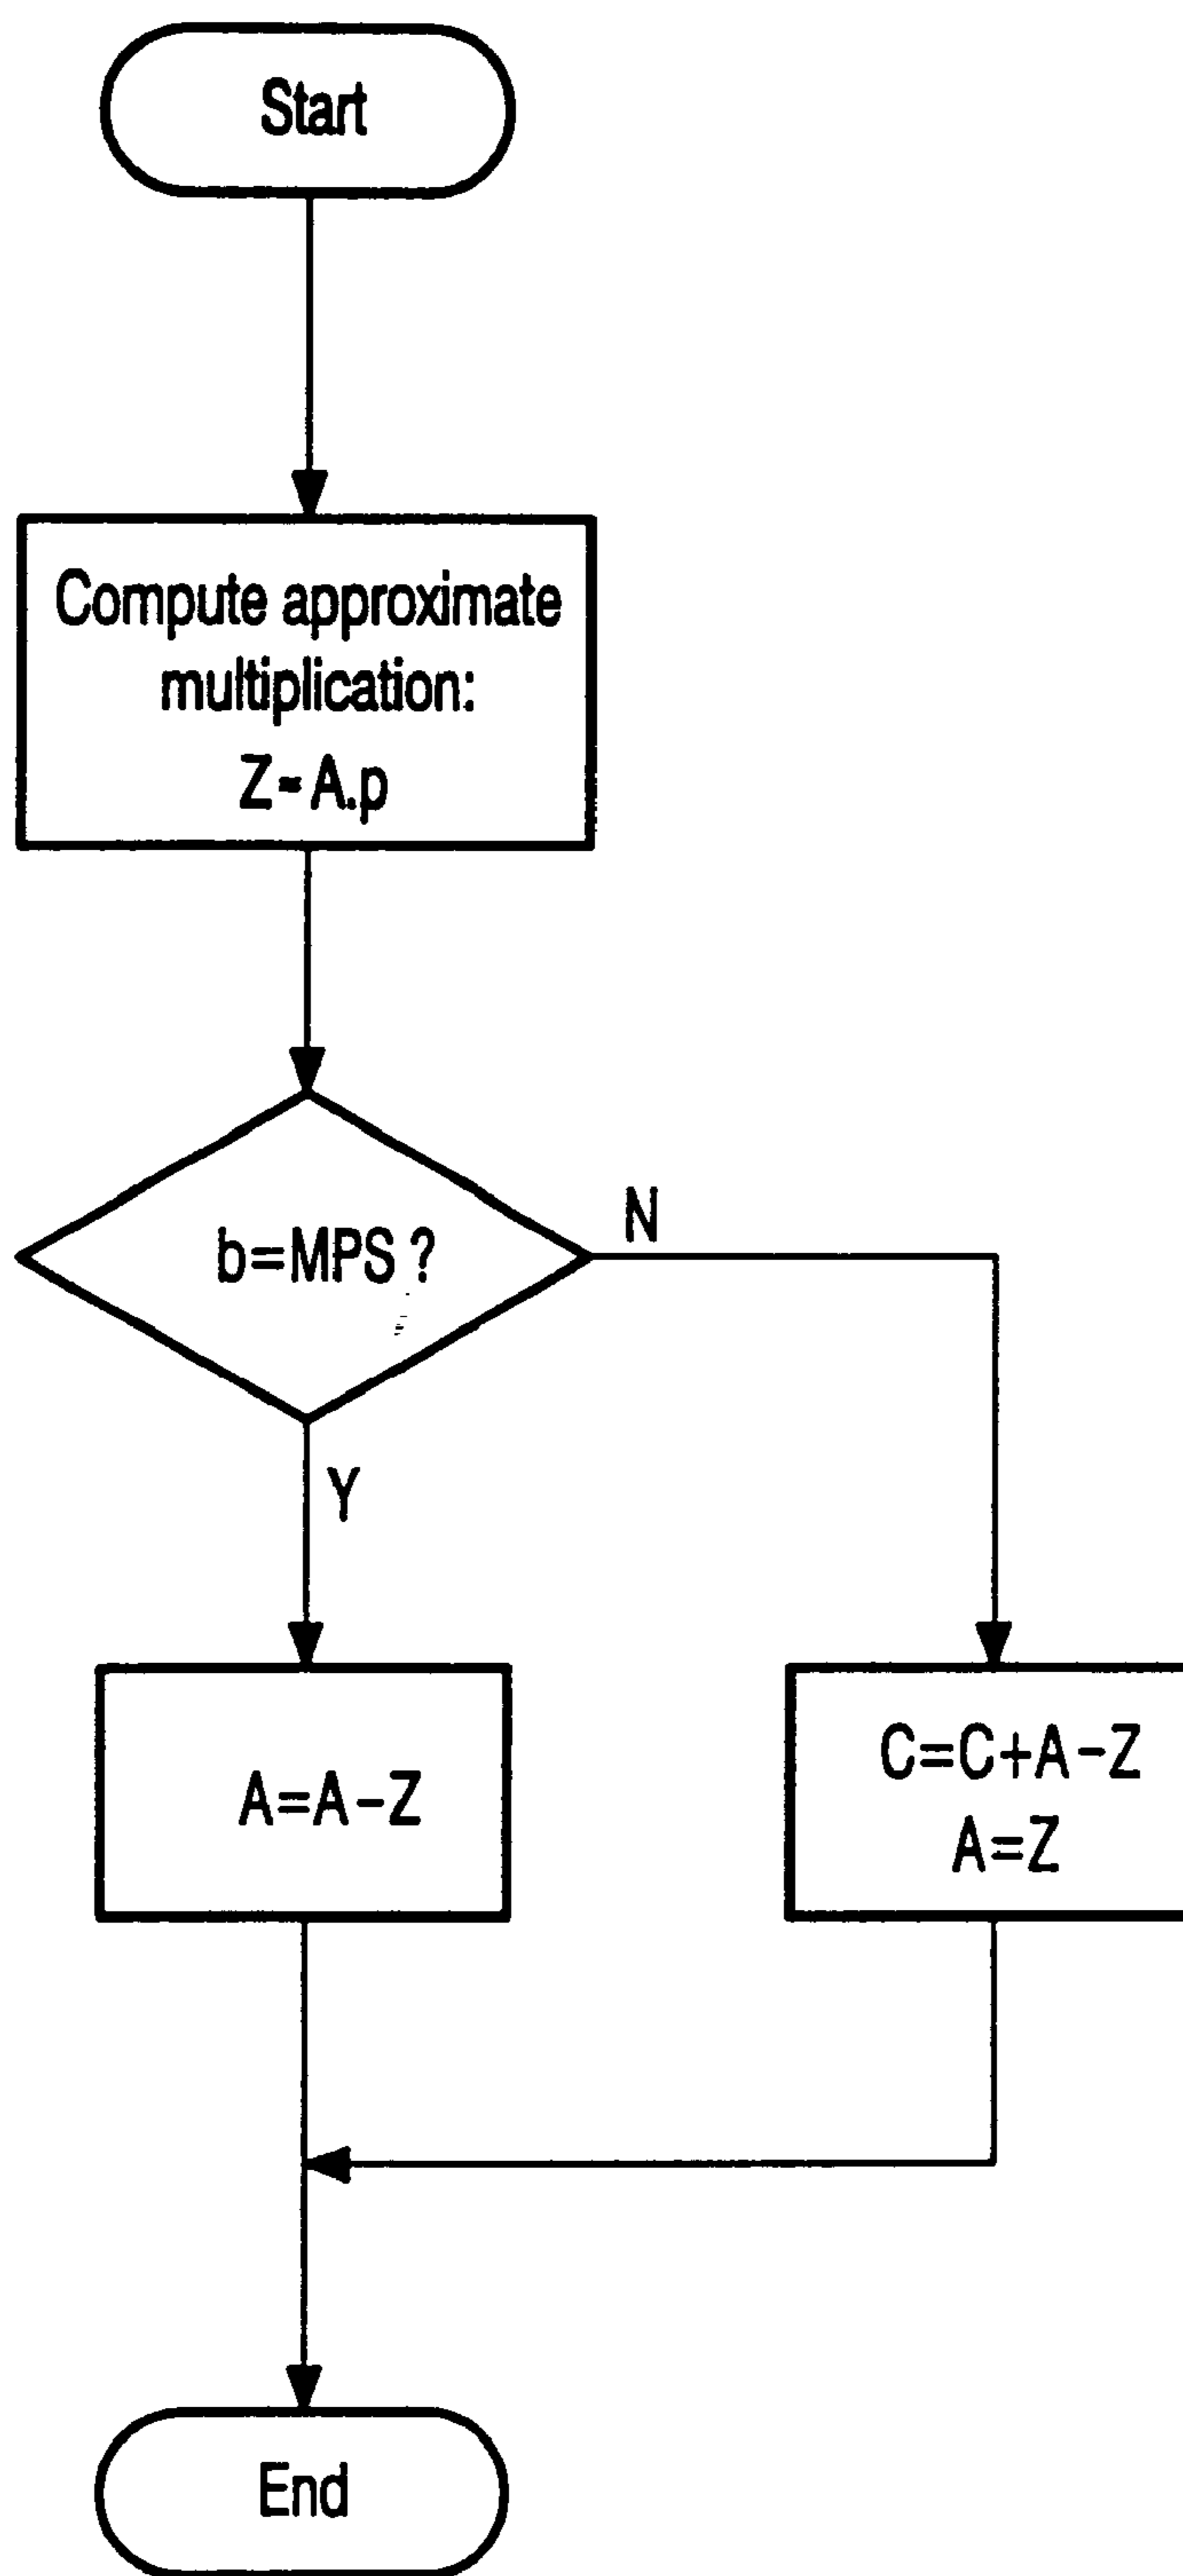 Start
Compute approximate
multiplication:
Z≈A.p
b=MPS ?
N
Y
A=A-Z
C=C+A-Z
A=Z
End